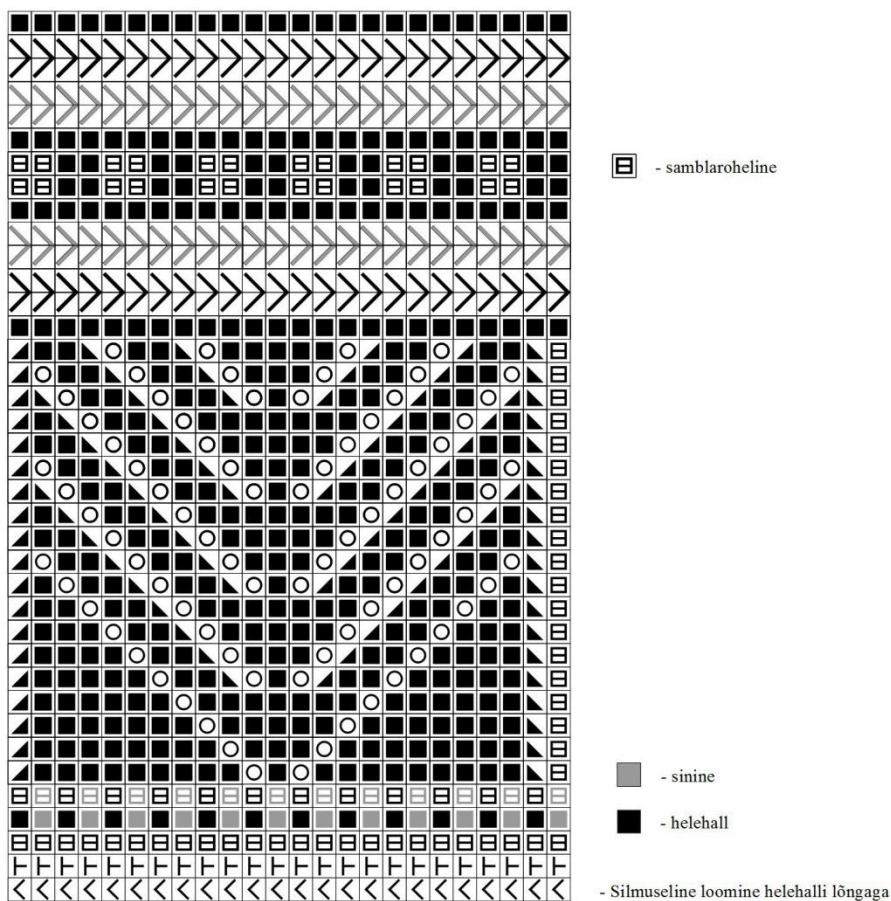 - samblaroheline
- sinine
- helehall
- Silmuseline loomine helehalli lõngaga